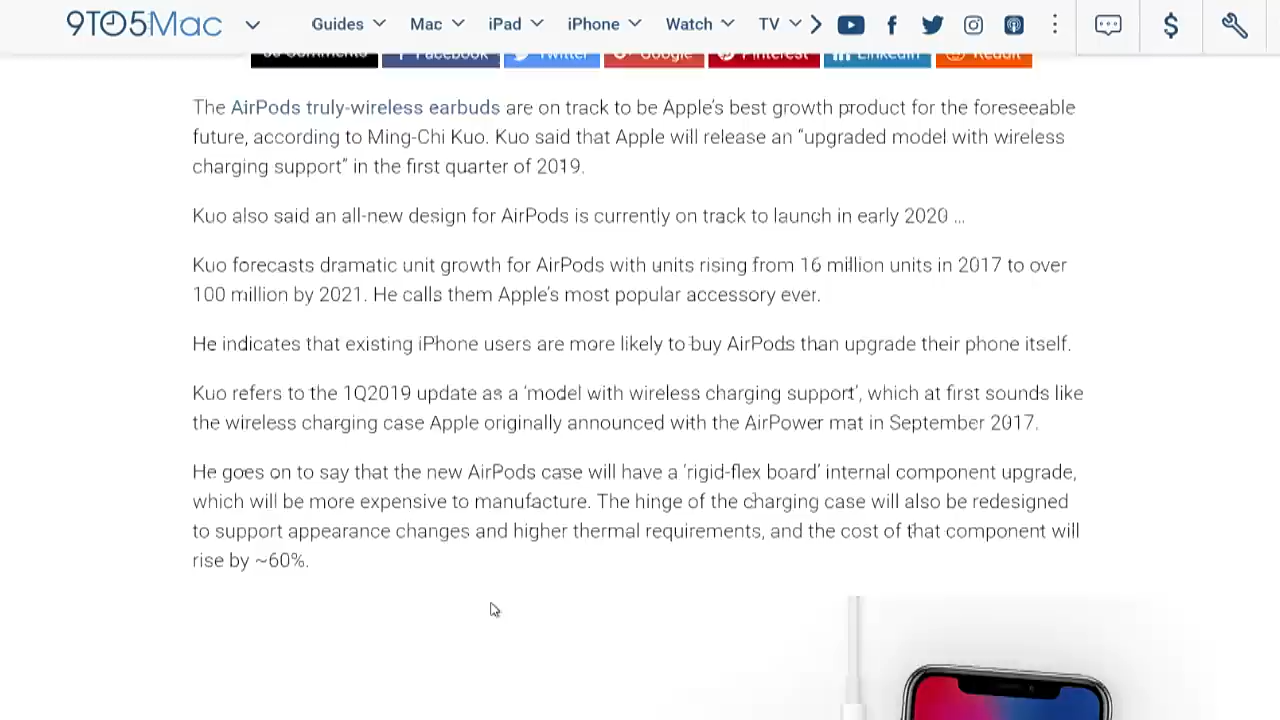 9TO5Mac
Guides Mac iPad iPhone Watch TV
Comments Facebook Twitter Google Pinterest LinkedIn Reddit
The AirPods truly-wireless earbuds are on track to be Apple’s best growth product for the foreseeable
future, according to Ming-Chi Kuo. Kuo said that Apple will release an “upgraded model with wireless
charging support” in the first quarter of 2019.
Kuo also said an all-new design for AirPods is currently on track to launch in early 2020 ...
Kuo forecasts dramatic unit growth for AirPods with units rising from 16 million units in 2017 to over
100 million by 2021. He calls them Apple’s most popular accessory ever.
He indicates that existing iPhone users are more likely to buy AirPods than upgrade their phone itself.
Kuo refers to the 1Q2019 update as a ‘model with wireless charging support’, which at first sounds like
the wireless charging case Apple originally announced with the AirPower mat in September 2017.
He goes on to say that the new AirPods case will have a ‘rigid-flex board’ internal component upgrade,
which will be more expensive to manufacture. The hinge of the charging case will also be redesigned
to support appearance changes and higher thermal requirements, and the cost of that component will
rise by ~60%.